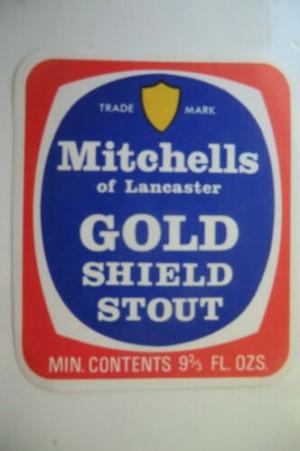 TRADE MARK
Mitchells
of Lancaster
GOLD
SHIELD
STOUT
MIN. CONTENTS 9⅔ FL. OZS.